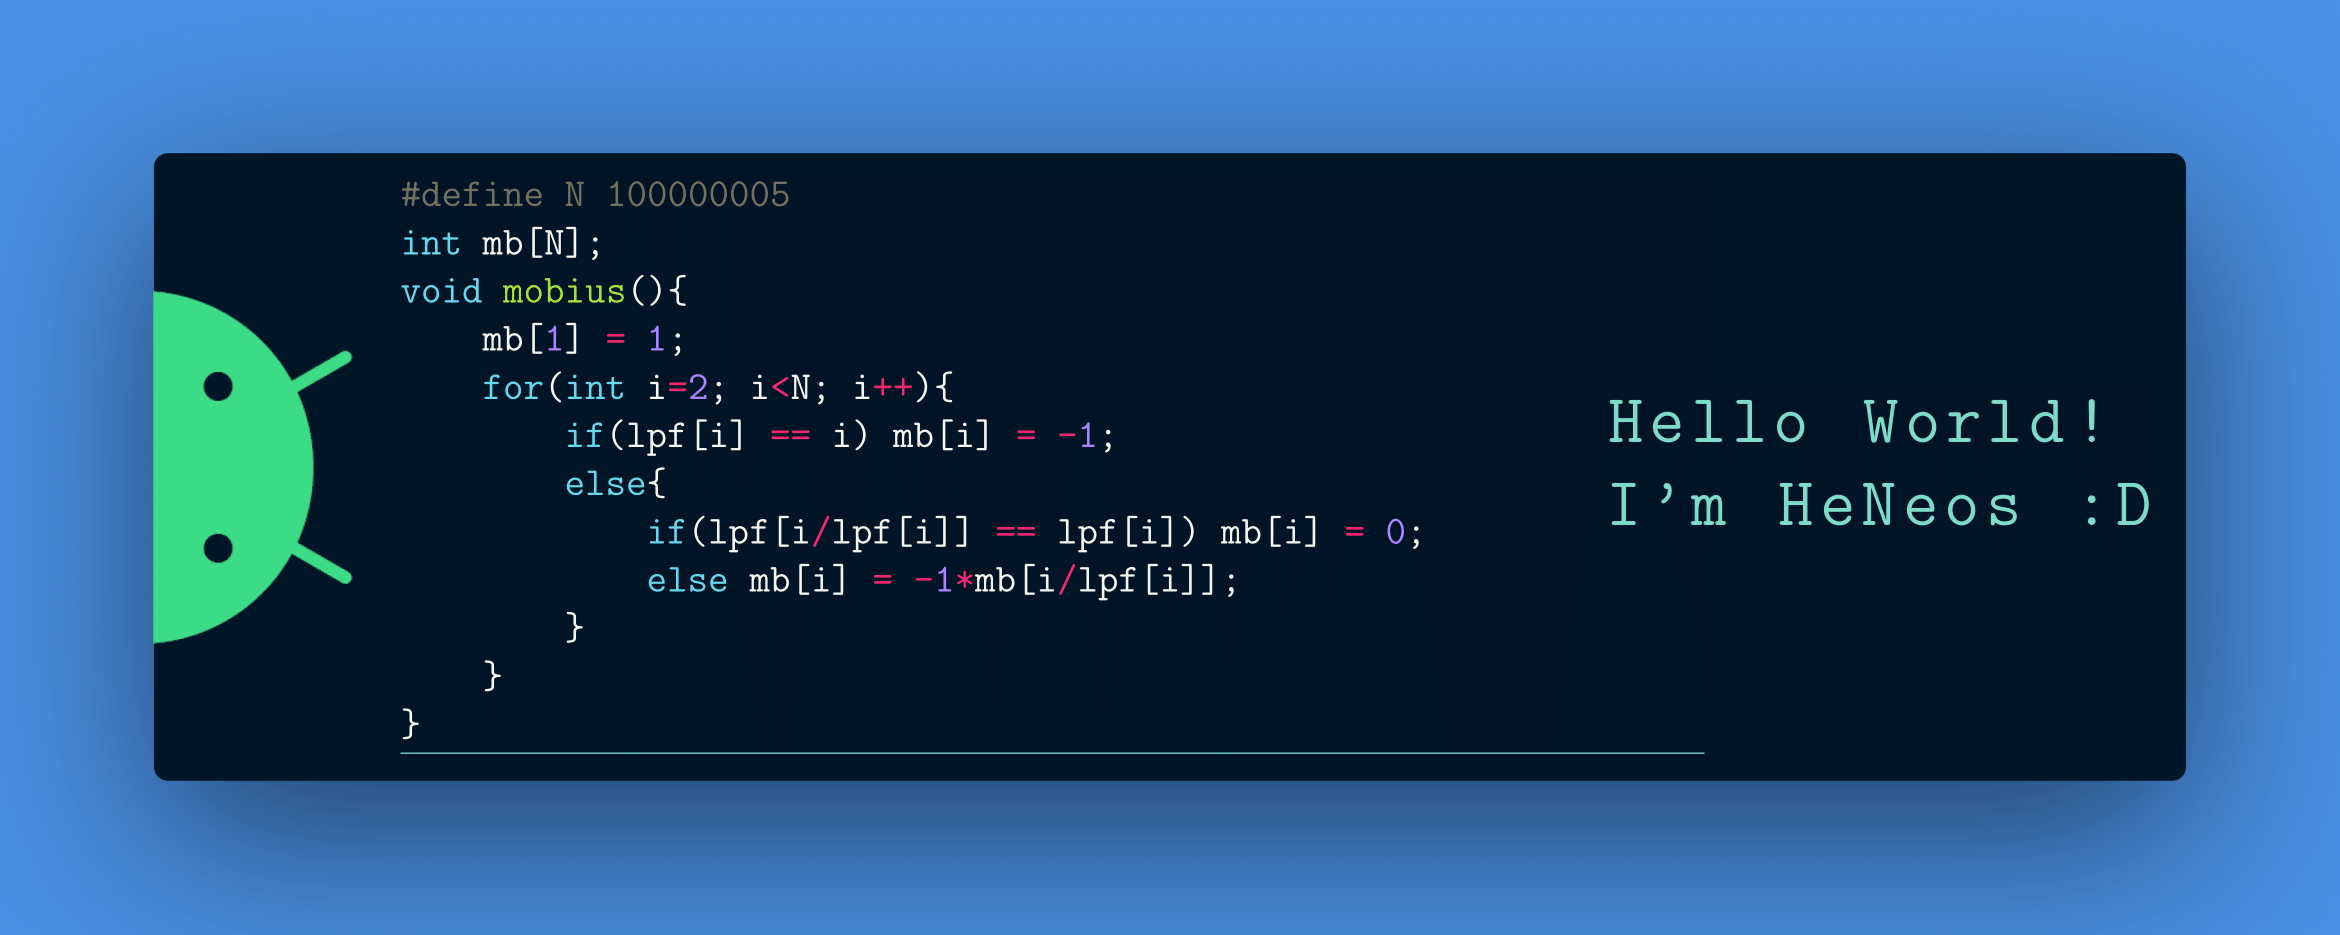 #define N 100000005
int mb[N];
void mobius(){
    mb[1] = 1;
    for(int i=2; i<N; i++){
        if(lpf[i] == i) mb[i] = -1;
        else{
            if(lpf[i/lpf[i]] == lpf[i]) mb[i] = 0;
            else mb[i] = -1*mb[i/lpf[i]];
        }
    }
}
Hello World!
I’m HeNeos :D